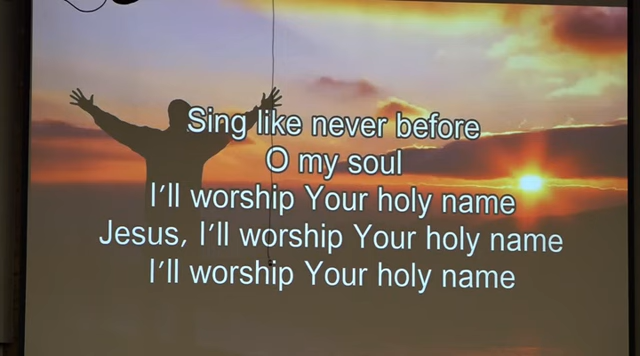 Sing like never before
O my soul
I'll worship Your holy name
Jesus, I'll worship Your holy name
I'll worship Your holy name